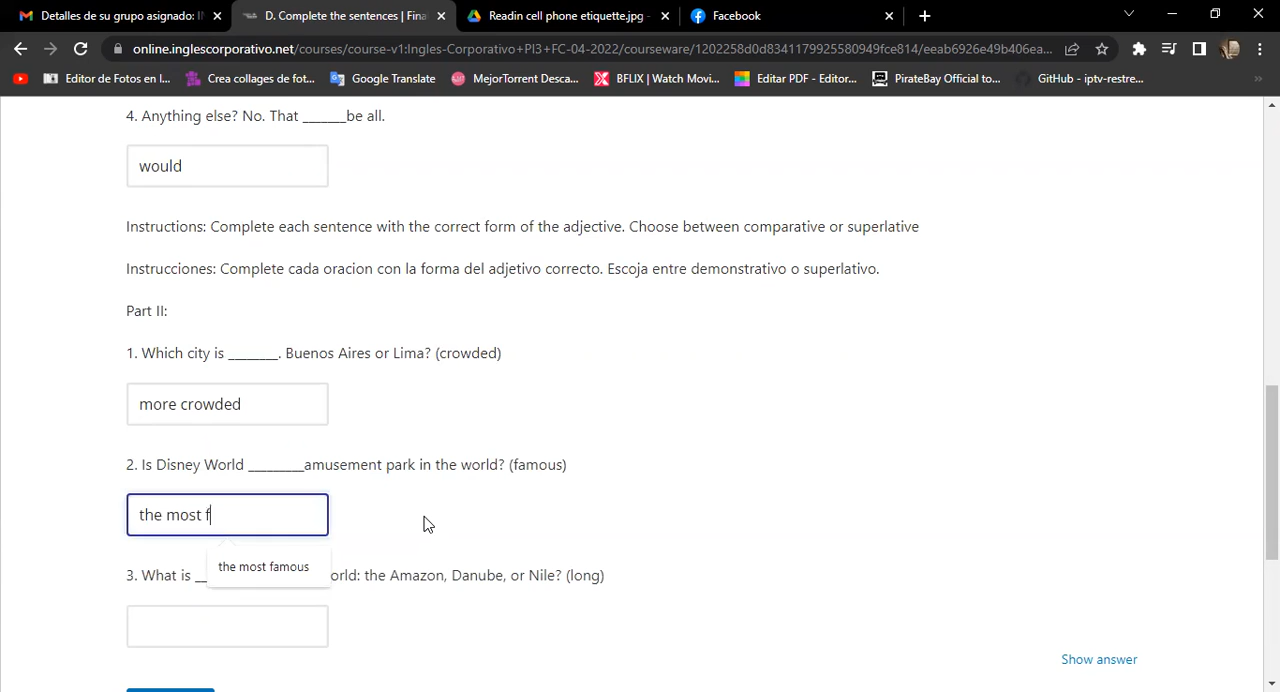 Detalles de su grupo asignado: I
D. Complete the sentences | Fina
Readin cell phone etiquette.jpg -
Facebook
online.inglescorporativo.net/courses/course-v1:Ingles-Corporativo+PI3+FC-04-2022/courseware/1202258d0d8341179925580949fce814/eeab6926e49b406ea...
Editor de Fotos en l...
Crea collages de fot...
Google Translate
MejorTorrent Desca...
BFLIX | Watch Movi...
Editar PDF - Editor...
PirateBay Official to...
GitHub - iptv-restre...
4. Anything else? No. That ______be all.
would
Instructions: Complete each sentence with the correct form of the adjective. Choose between comparative or superlative
Instrucciones: Complete cada oracion con la forma del adjetivo correcto. Escoja entre demonstrativo o superlativo.
Part II:
1. Which city is _______. Buenos Aires or Lima? (crowded)
more crowded
2. Is Disney World ________amusement park in the world? (famous)
the most f
the most famous
3. What is __ orld: the Amazon, Danube, or Nile? (long)
Show answer